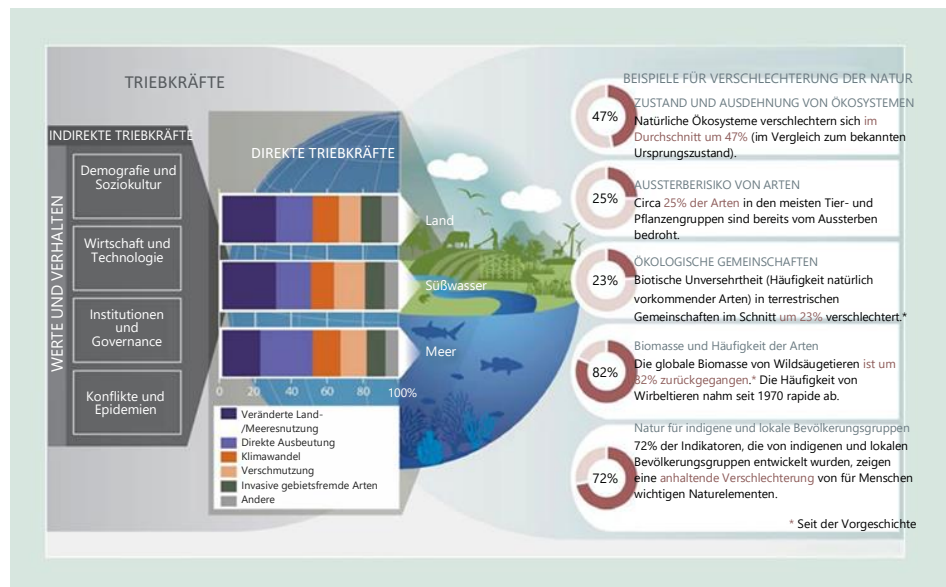 TRIEBKRÄFTE
INDIREKTE TRIEBKRÄFTE
WERTE UND VERHALTEN
Demografie und
Soziokultur
Wirtschaft und
Technologie
Institutionen
und
Governance
Konflikte und
Epidemien
DIREKTE TRIEBKRÄFTE
Land
Süßwasser
Meer
0 20 40 60 80 100%
Veränderte Land-
/Meeresnutzung
Direkte Ausbeutung
Klimawandel
Verschmutzung
Invasive gebietsfremde Arten
Andere
BEISPIELE FÜR VERSCHLECHTERUNG DER NATUR
47%
ZUSTAND UND AUSDEHNUNG VON ÖKOSYSTEMEN
Natürliche Ökosysteme verschlechtern sich im
Durchschnitt um 47% (im Vergleich zum bekannten
Ursprungszustand).
25%
AUSSTERBERISIKO VON ARTEN
Circa 25% der Arten in den meisten Tier- und
Pflanzengruppen sind bereits vom Aussterben
bedroht.
23%
ÖKOLOGISCHE GEMEINSCHAFTEN
Biotische Unversehrtheit (Häufigkeit natürlich
vorkommender Arten) in terrestrischen
Gemeinschaften im Schnitt um 23% verschlechtert.*
82%
Biomasse und Häufigkeit der Arten
Die globale Biomasse von Wildsäugetieren ist um
82% zurückgegangen.* Die Häufigkeit von
Wirbeltieren nahm seit 1970 rapide ab.
72%
Natur für indigene und lokale Bevölkerungsgruppen
72% der Indikatoren, die von indigenen und lokalen
Bevölkerungsgruppen entwickelt wurden, zeigen
eine anhaltende Verschlechterung von für Menschen
wichtigen Naturelementen.
* Seit der Vorgeschichte